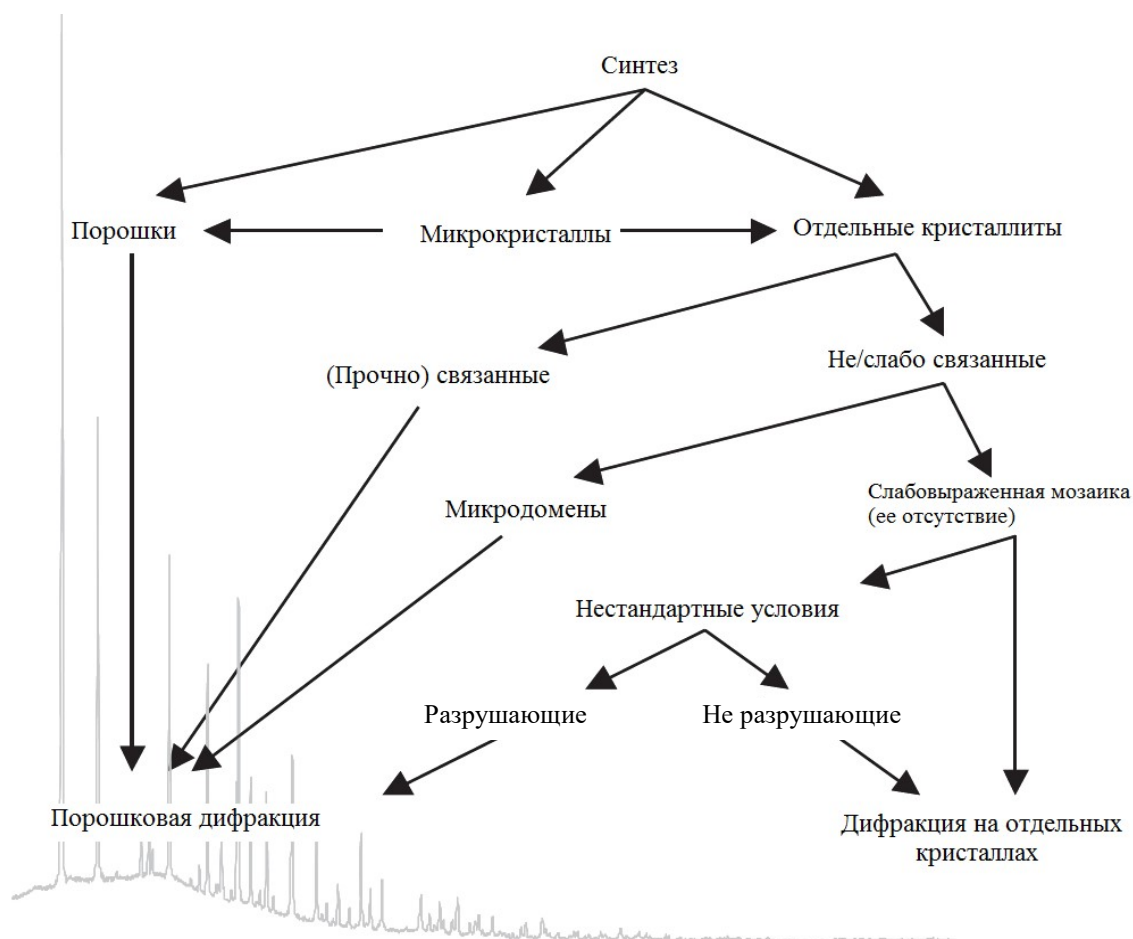 Синтез
Порошки
Микрокристаллы
Отдельные кристаллиты
(Прочно) связанные
Не/слабо связанные
Микродомены
Слабовыраженная мозаика
(ее отсутствие)
Нестандартные условия
Разрушающие
Не разрушающие
Порошковая дифракция
Дифракция на отдельных
кристаллах